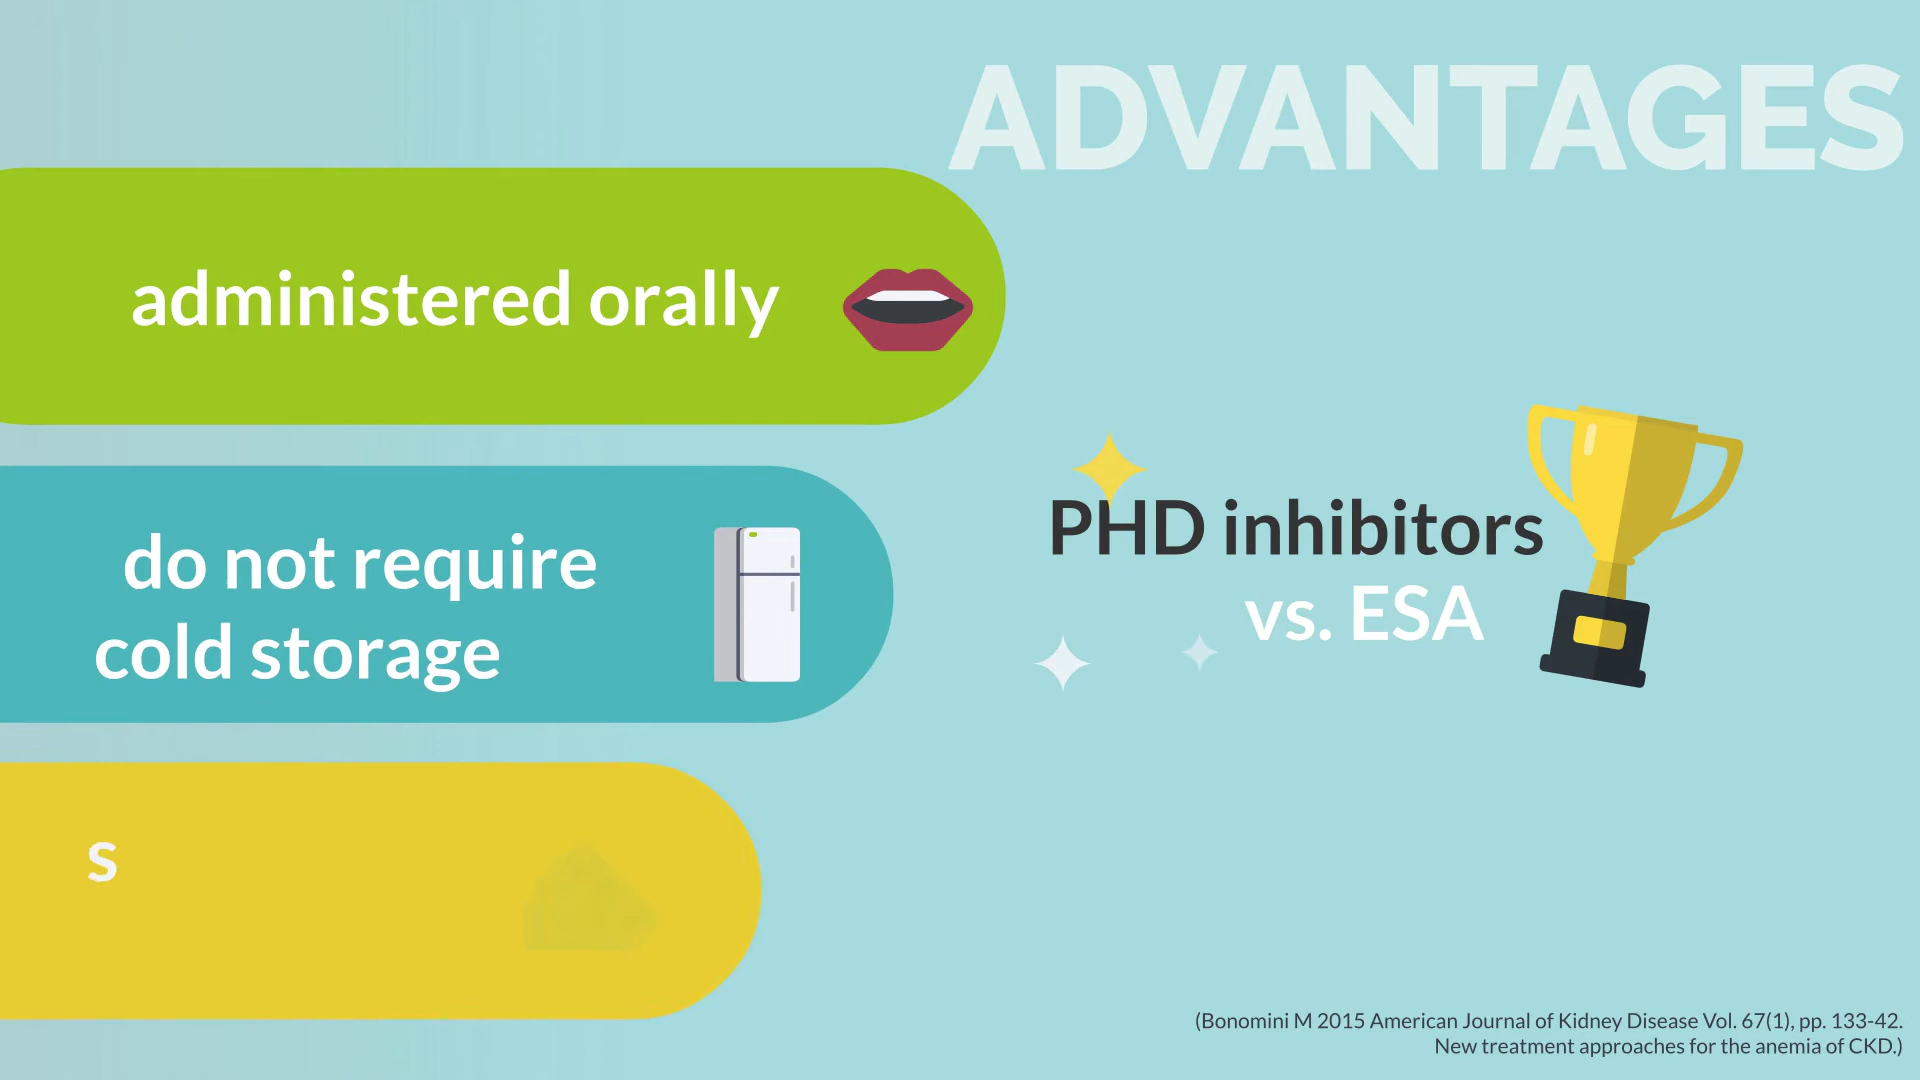 ADVANTAGES
administered orally
do not require
cold storage
s
PHD inhibitors
vs. ESA
(Bonomini M 2015 American Journal of Kidney Disease Vol. 67(1), pp. 133-42.
New treatment approaches for the anemia of CKD.)